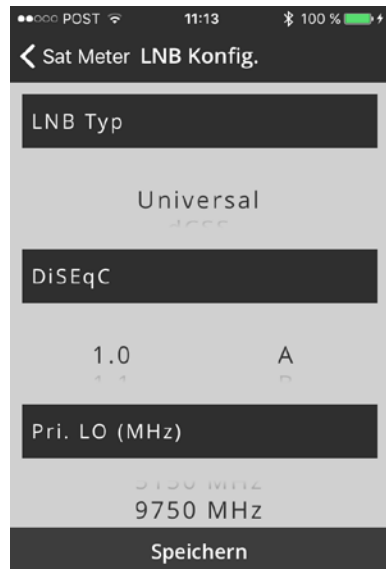 POST 11:13 100 %
Sat Meter LNB Konfig.
LNB Typ
Universal
DiSEqC
1.0 A
Pri. LO (MHz)
9750 MHz
Speichern